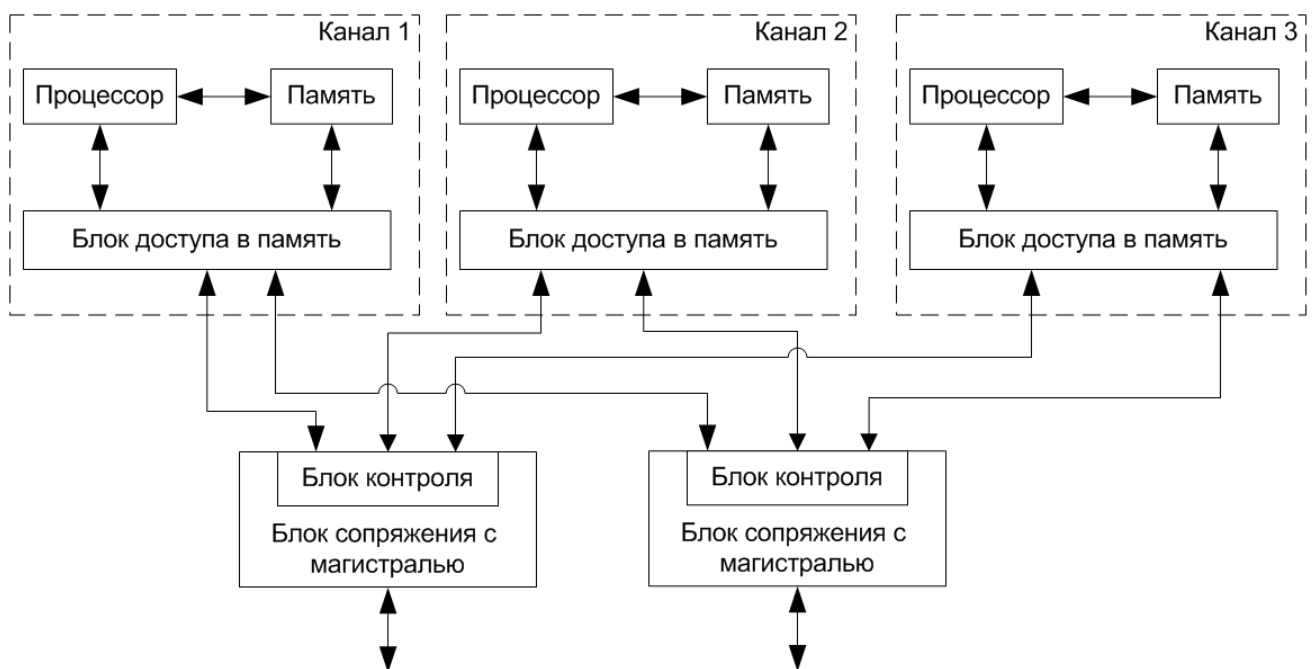 Канал 1
Канал 2
Канал 3
Процессор
Память
Процессор
Память
Процессор
Память
Блок доступа в память
Блок доступа в память
Блок доступа в память
Блок контроля
Блок сопряжения с
магистралью
Блок контроля
Блок сопряжения с
магистралью